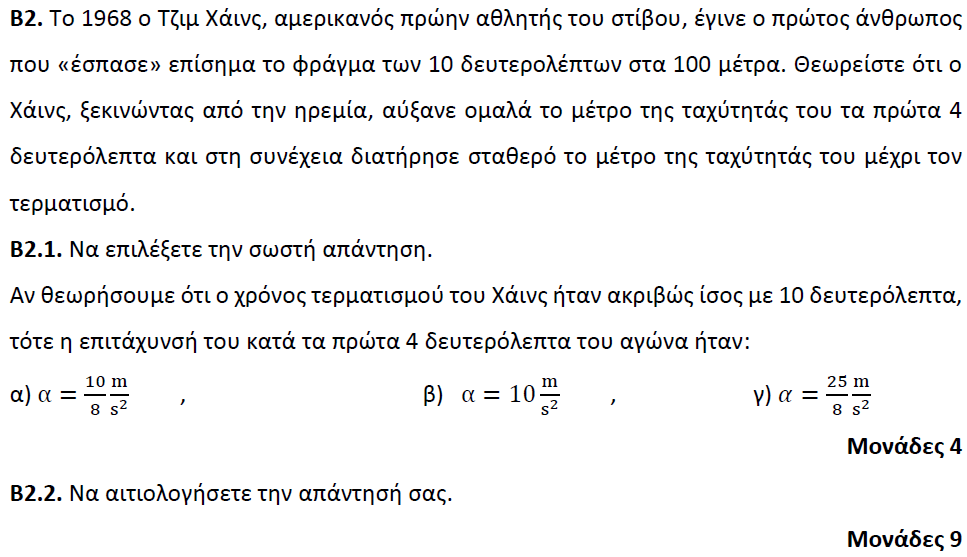 Β2. Το 1968 ο Τζιμ Χάινς, αμερικανός πρώην αθλητής του στίβου, έγινε ο πρώτος άνθρωπος
που «έσπασε» επίσημα το φράγμα των 10 δευτερολέπτων στα 100 μέτρα. Θεωρείστε ότι ο
Χάινς, ξεκινώντας από την ηρεμία, αύξανε ομαλά το μέτρο της ταχύτητάς του τα πρώτα 4
δευτερόλεπτα και στη συνέχεια διατήρησε σταθερό το μέτρο της ταχύτητάς του μέχρι τον
τερματισμό.
Β2.1. Να επιλέξετε την σωστή απάντηση.
Αν θεωρήσουμε ότι ο χρόνος τερματισμού του Χάινς ήταν ακριβώς ίσος με 10 δευτερόλεπτα,
τότε η επιτάχυνσή του κατά τα πρώτα 4 δευτερόλεπτα του αγώνα ήταν:
α) α = 10/8 m/s² , β) α = 10 m/s² , γ) α = 25/8 m/s²
Μονάδες 4
Β2.2. Να αιτιολογήσετε την απάντησή σας.
Μονάδες 9